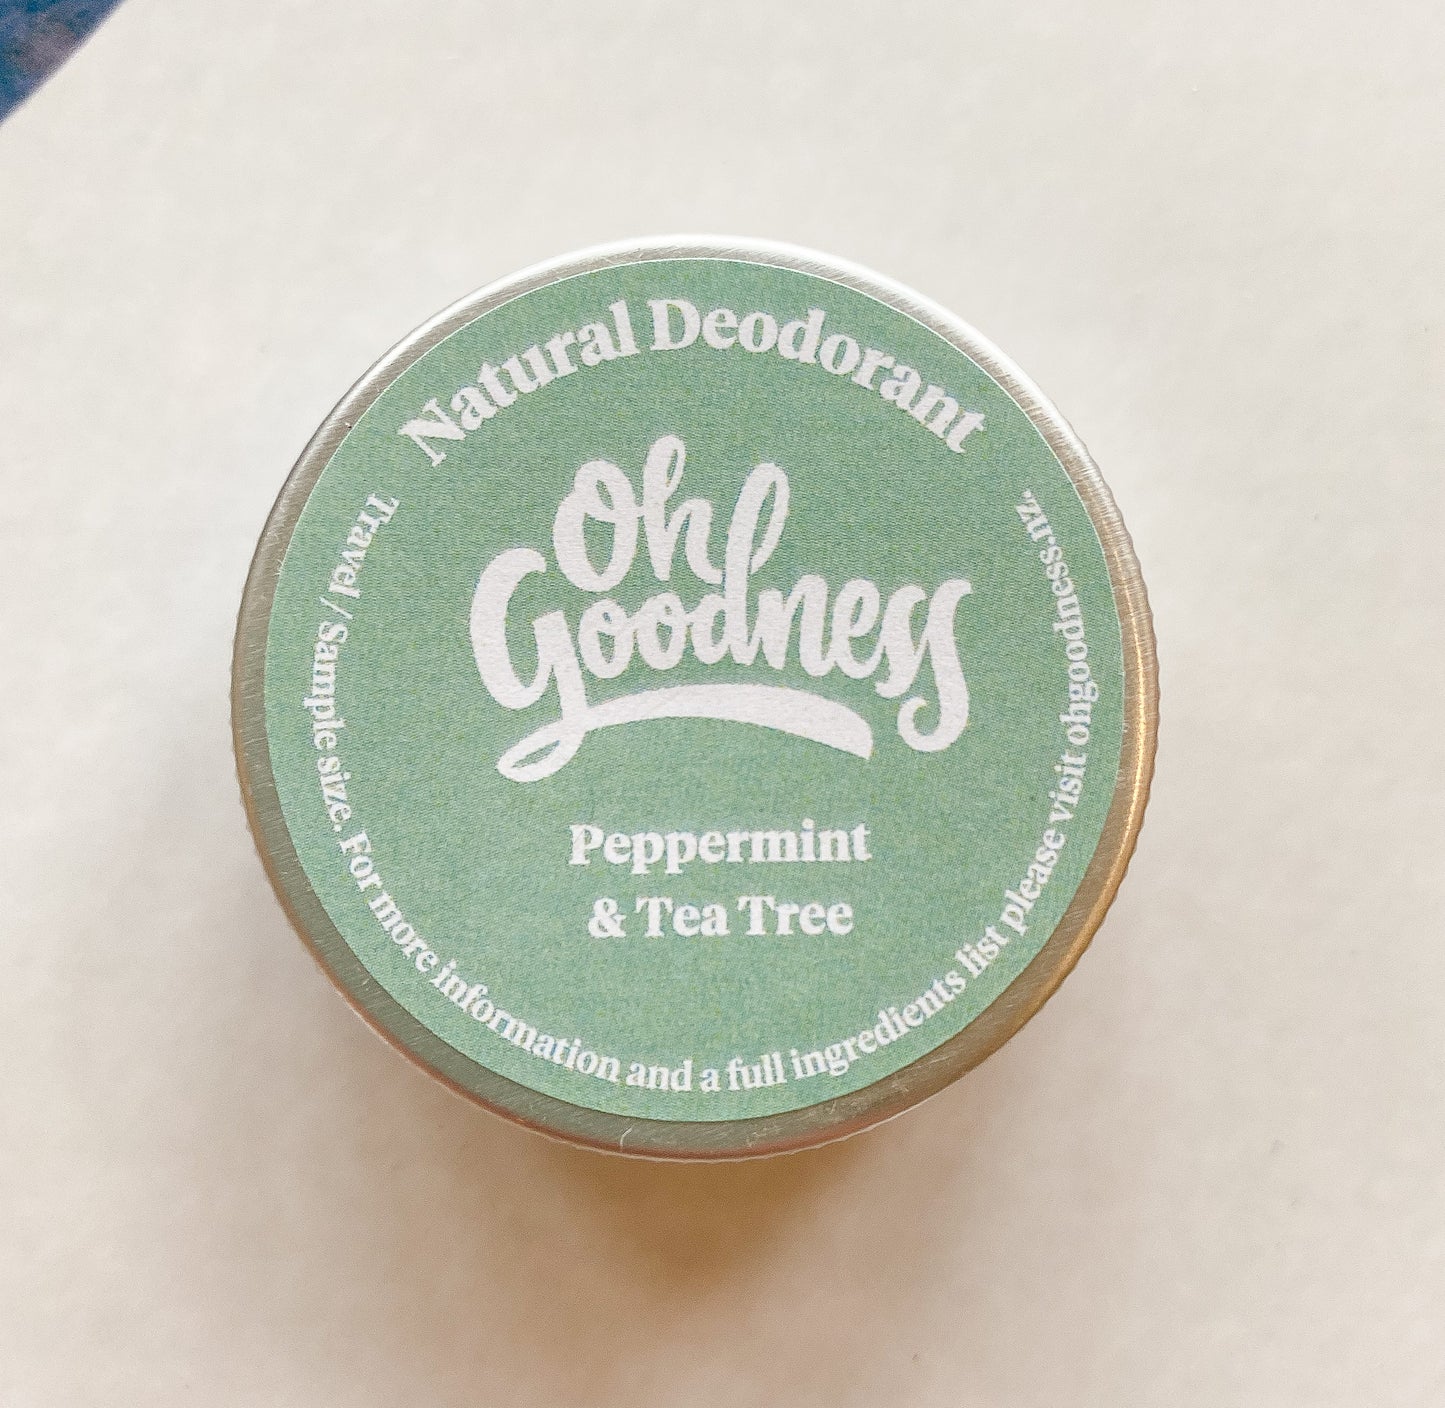 Natural Deodorant
Oh
Goodness
Peppermint
& Tea Tree
Travel / Sample size. For more information and a full ingredients list please visit ohgoodness.nz.